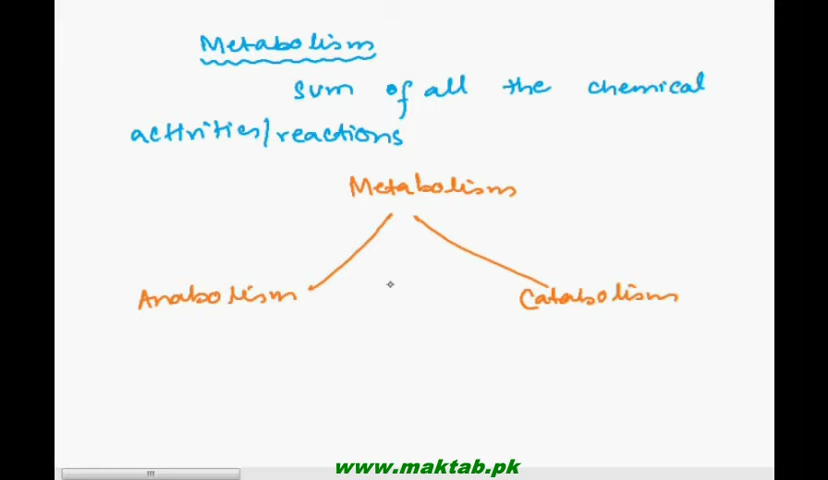 Metabolism
sum of all the chemical
activities/reactions
Metabolism
Anabolism Catabolism
www.maktab.pk